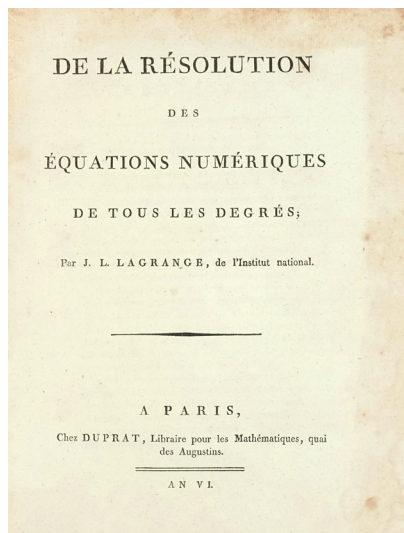 DE LA RÉSOLUTION
DES
ÉQUATIONS NUMÉRIQUES
DE TOUS LES DEGRÉS;
Par J. L. LAGRANGE, de l'Institut national.
A PARIS,
Chez DUPRAT, Libraire pour les Mathématiques, quai
des Augustins.
AN VI.